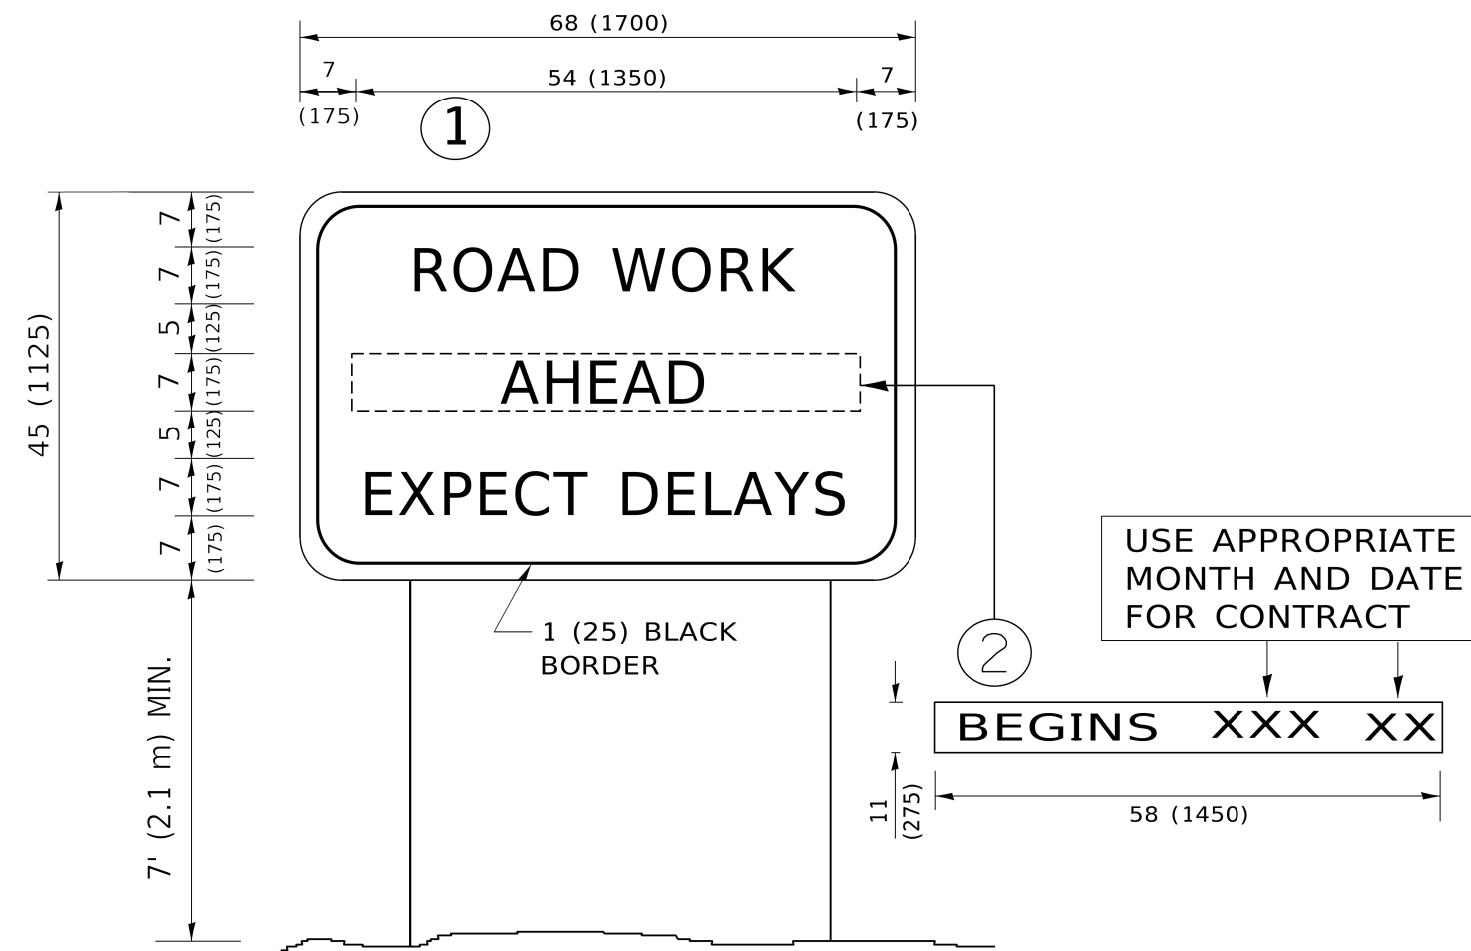 68 (1700)
7
54 (1350)
7
(175)
(175)
1
7 (175)
7 (175)
5 (125)
7 (175)
5 (125)
7 (175)
7 (175)
45 (1125)
ROAD WORK
AHEAD
EXPECT DELAYS
1 (25) BLACK
BORDER
7' (2.1 m) MIN.
USE APPROPRIATE
MONTH AND DATE
FOR CONTRACT
2
BEGINS XXX XX
11
(275)
58 (1450)